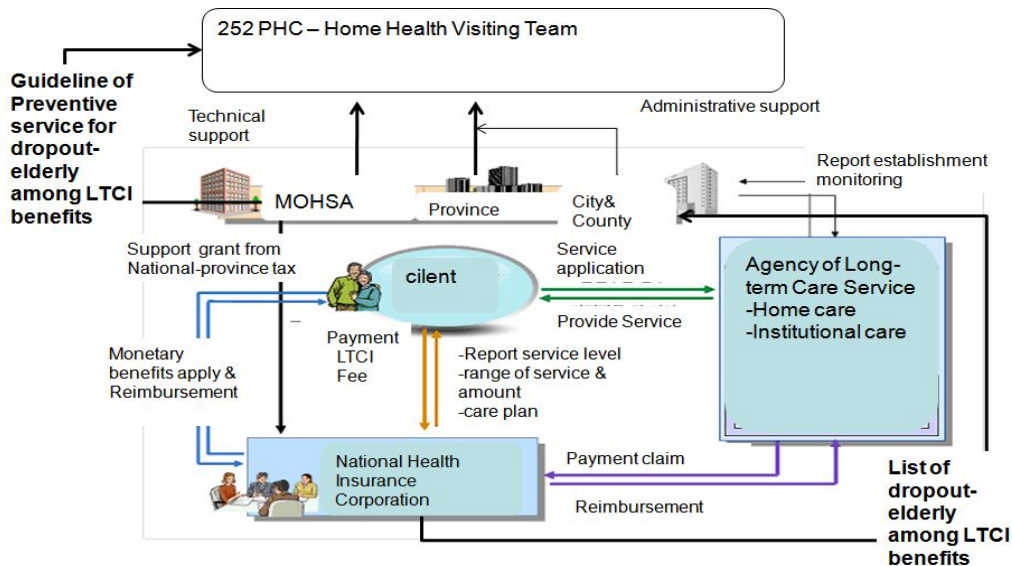 252 PHC – Home Health Visiting Team
Guideline of
Preventive
service for
dropout-
elderly
among LTCI
benefits
Technical
support
Administrative support
Report establishment
monitoring
MOHSA
Province
City&
County
Support grant from
National-province tax
cilent
Service
application
Provide Service
Agency of Long-
term Care Service
-Home care
-Institutional care
Payment
LTCI
Fee
-Report service level
-range of service &
amount
-care plan
Monetary
benefits apply &
Reimbursement
National Health
Insurance
Corporation
Payment claim
Reimbursement
List of
dropout-
elderly
among LTCI
benefits